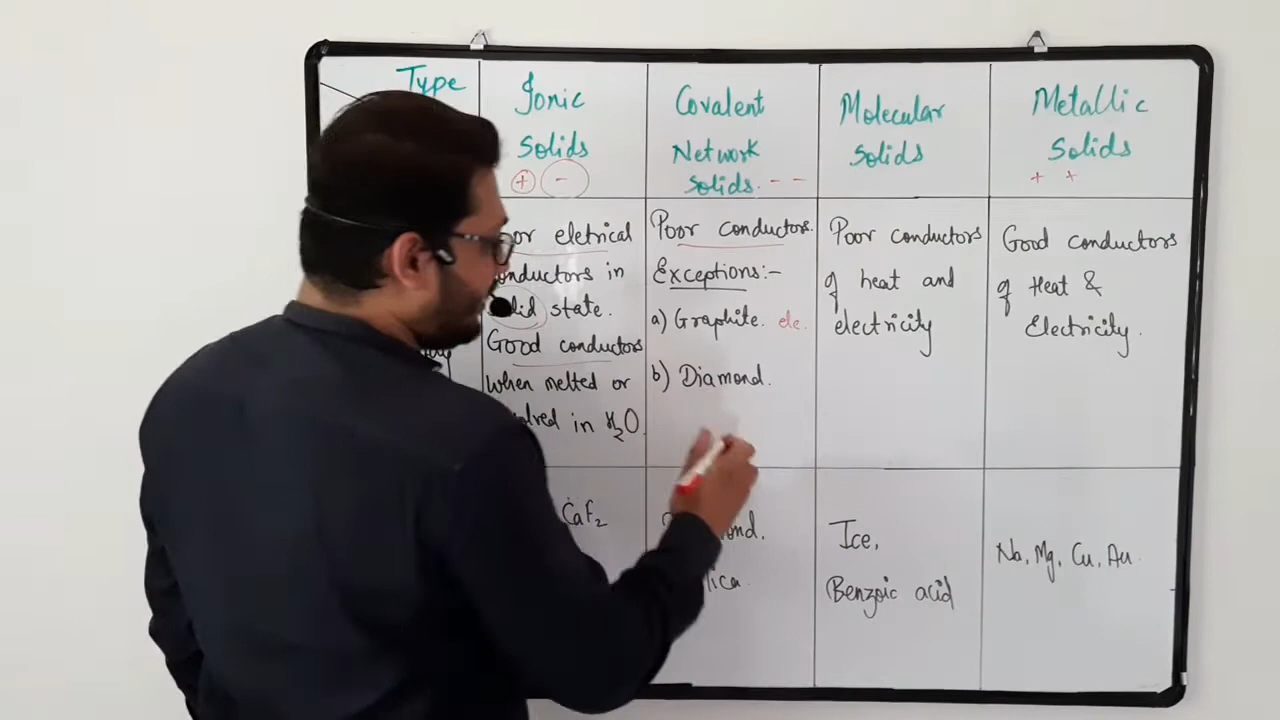 Type
Ionic
Solids
+ -
eletrical
in
state.
Good conductors
when melted or
in H2O.
CaF2
Covalent
Network
Solids. - -
Poor conductors.
Exceptions:-
a) Graphite. ele.
b) Diamond.
Molecular
Solids
Poor conductors
of heat and
electricity
Ice,
Benzoic acid
Metallic
Solids
+ +
Good conductors
of Heat &
Electricity.
Na, Mg, Cu, Au.